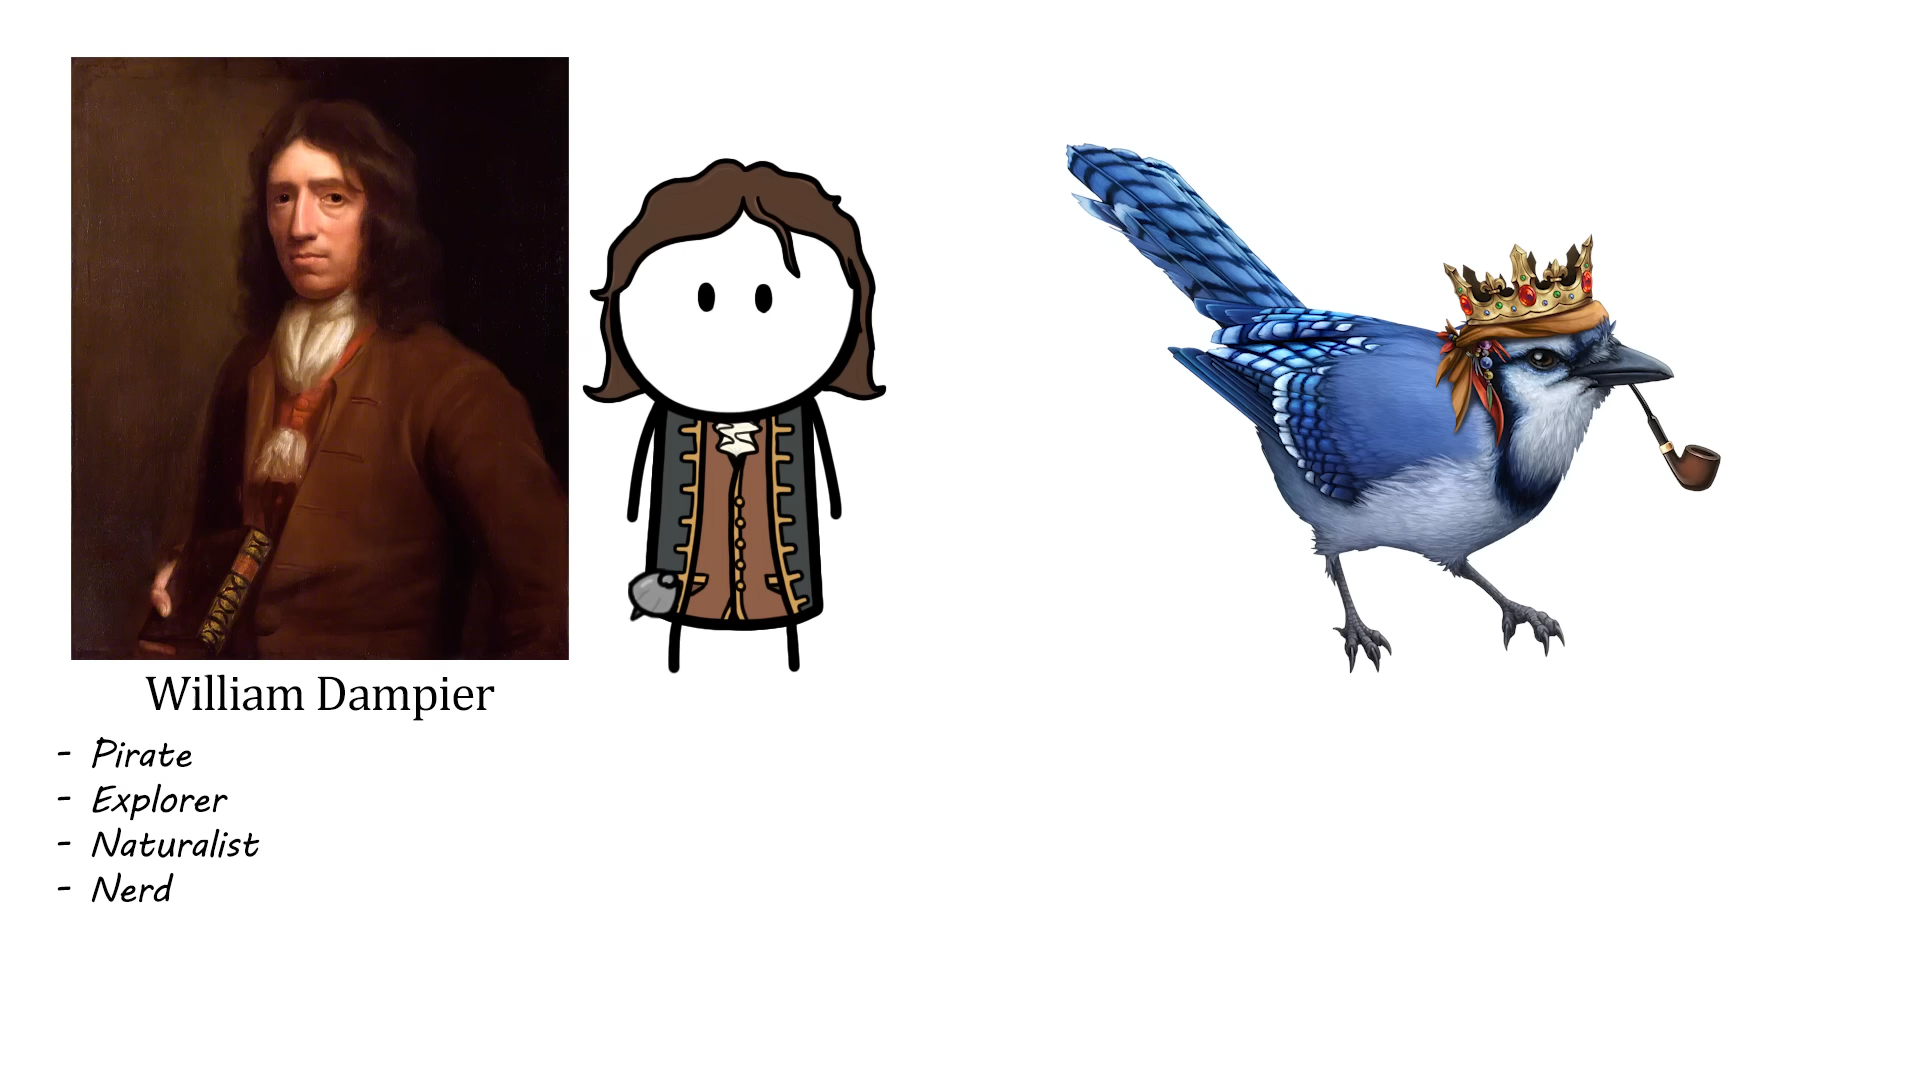 William Dampier
- Pirate
- Explorer
- Naturalist
- Nerd